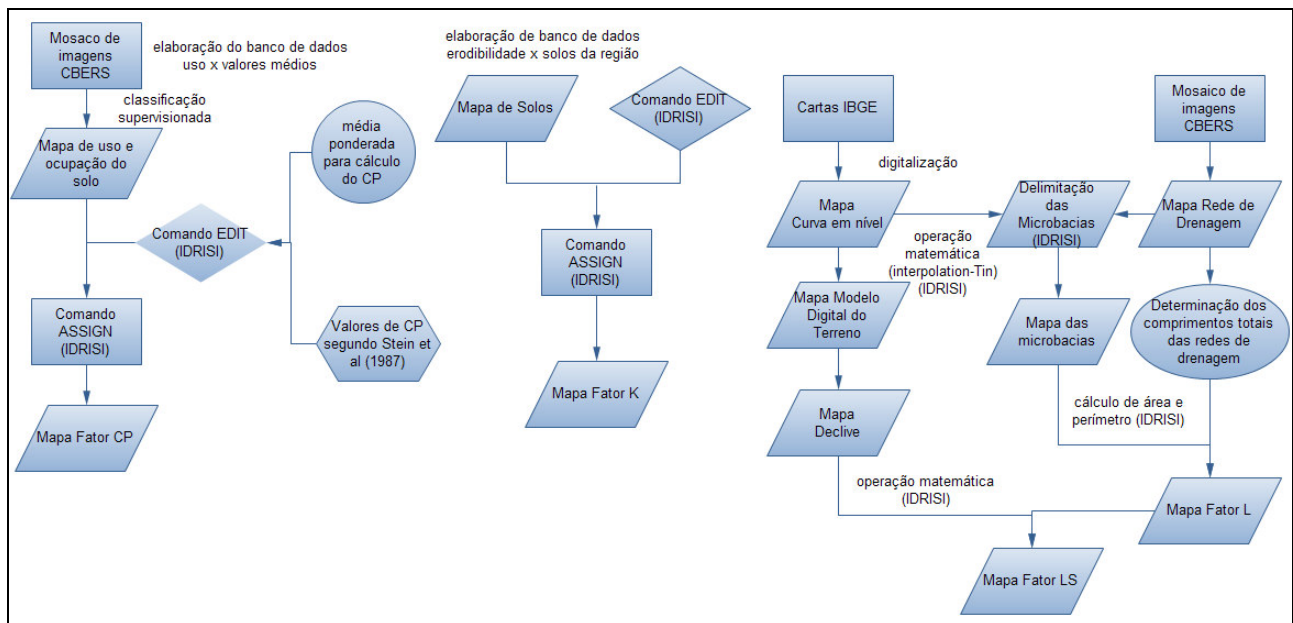 Mosaco de
imagens
CBERS
elaboração do banco de dados
uso x valores médios
classificação
supervisionada
Mapa de uso e
ocupação do
solo
média
ponderada
para cálculo
do CP
Comando EDIT
(IDRISI)
Comando
ASSIGN
(IDRISI)
Valores de CP
segundo Stein et
al (1987)
Mapa Fator CP
elaboração de banco de dados
erodibilidade x solos da região
Mapa de Solos
Comando EDIT
(IDRISI)
Comando
ASSIGN
(IDRISI)
Mapa Fator K
Cartas IBGE
digitalização
Mapa
Curva em nível
operação
matemática
(interpolation-Tin)
(IDRISI)
Mapa Modelo
Digital do
Terreno
Mapa
Declive
operação matemática
(IDRISI)
Mosaico de
imagens
CBERS
Delimitação
das
Microbacias
(IDRISI)
Mapa Rede de
Drenagem
Mapa das
microbacias
Determinação dos
comprimentos totais
das redes de
drenagem
cálculo de área e
perímetro (IDRISI)
Mapa Fator L
Mapa Fator LS